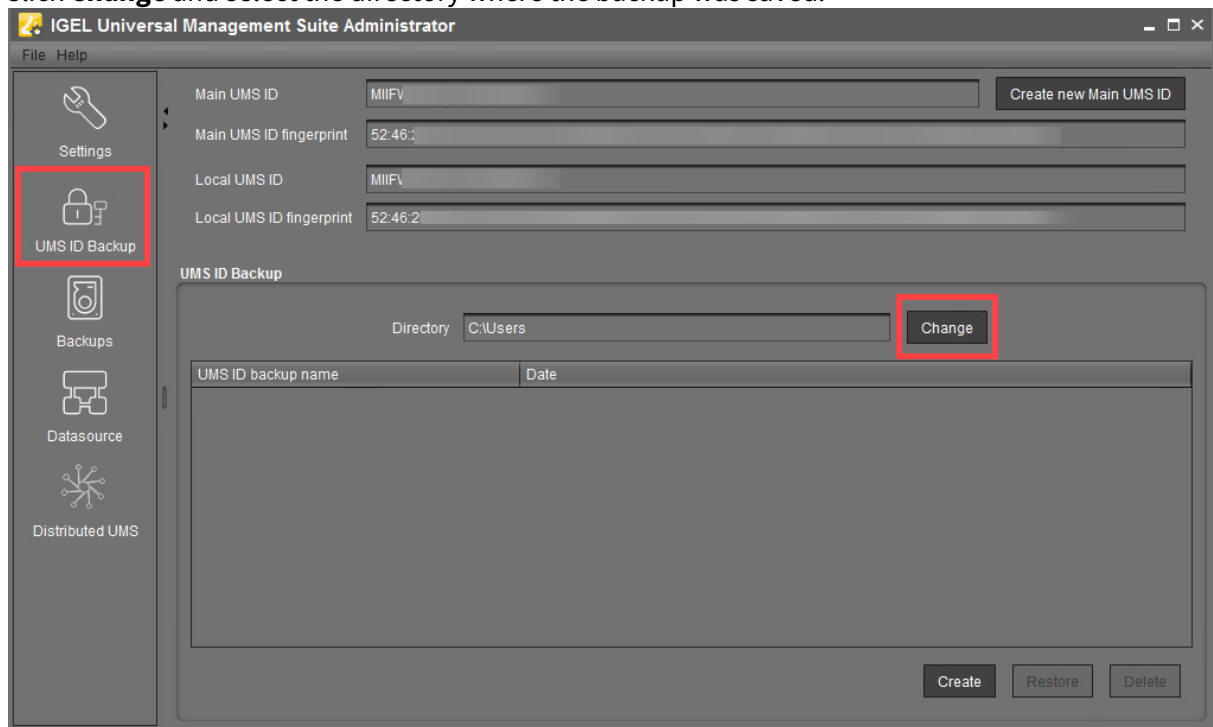 Click Change and select the directory where the backup was saved.
IGEL Universal Management Suite Administrator
File Help
Settings
UMS ID Backup
Backups
Datasource
Distributed UMS
Main UMS ID MIIFV Create new Main UMS ID
Main UMS ID fingerprint 52:46:
Local UMS ID MIIFV
Local UMS ID fingerprint 52:46:2
UMS ID Backup
Directory C:\Users Change
UMS ID backup name Date
Create Restore Delete